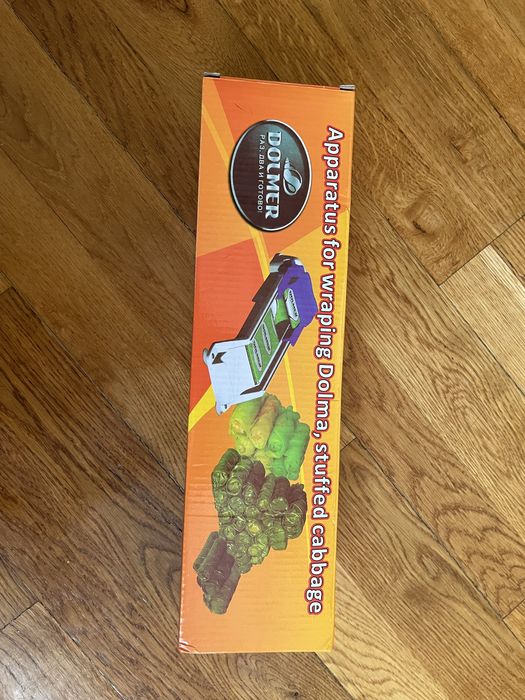 Apparatus for wraping Dolma, stuffed cabbage
DOLMER
РАЗ, ДВА И ГОТОВО!